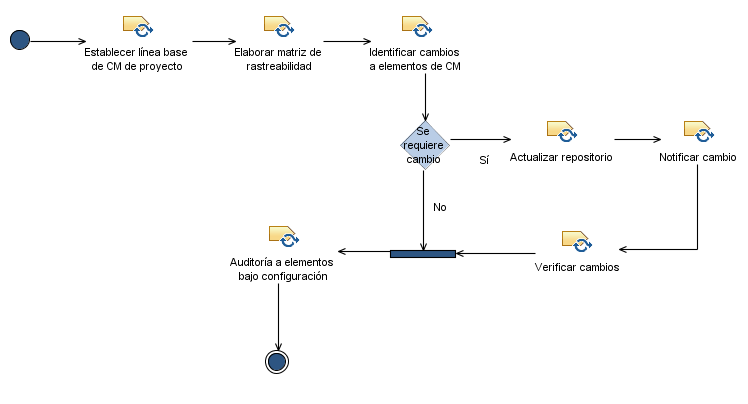 Establecer línea base
de CM de proyecto
Elaborar matriz de
rastreabilidad
Identificar cambios
a elementos de CM
Se
requiere
cambio
Sí
Actualizar repositorio
Notificar cambio
No
Verificar cambios
Auditoría a elementos
bajo configuración